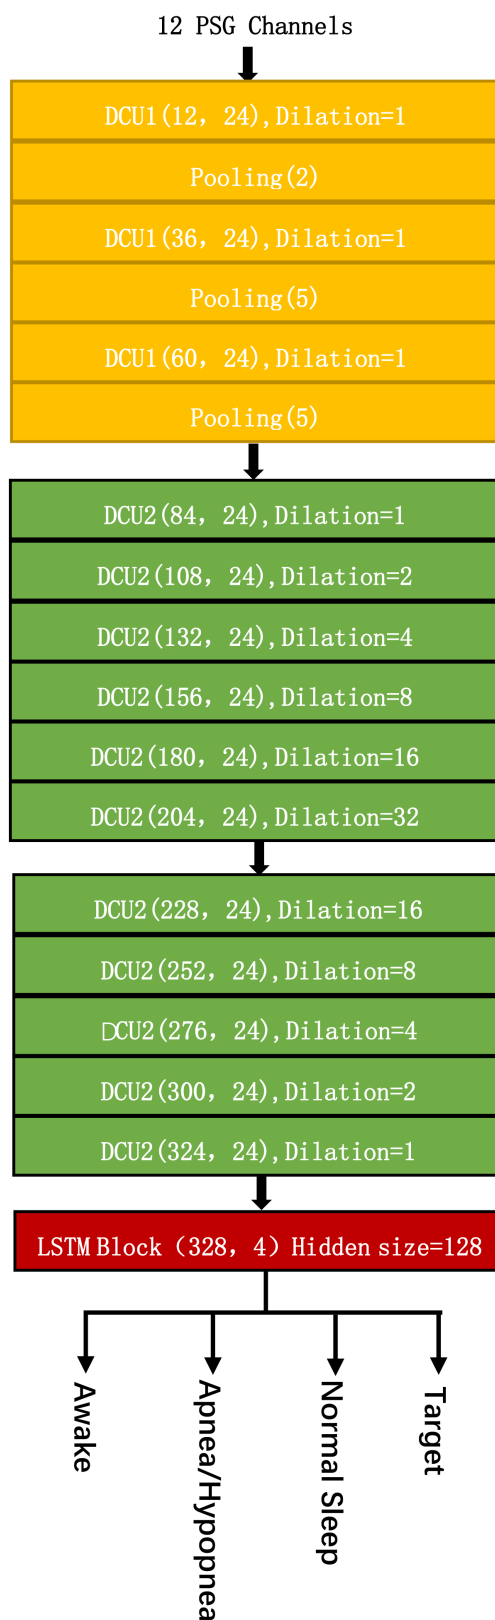 12 PSG Channels
DCU1(12, 24),Dilation=1
Pooling(2)
DCU1(36, 24),Dilation=1
Pooling(5)
DCU1(60, 24),Dilation=1
Pooling(5)
DCU2(84, 24),Dilation=1
DCU2(108, 24),Dilation=2
DCU2(132, 24),Dilation=4
DCU2(156, 24),Dilation=8
DCU2(180, 24),Dilation=16
DCU2(204, 24),Dilation=32
DCU2(228, 24),Dilation=16
DCU2(252, 24),Dilation=8
DCU2(276, 24),Dilation=4
DCU2(300, 24),Dilation=2
DCU2(324, 24),Dilation=1
LSTM Block（328, 4）Hidden size=128
Awake
Apnea/Hypopnea
Normal Sleep
Target